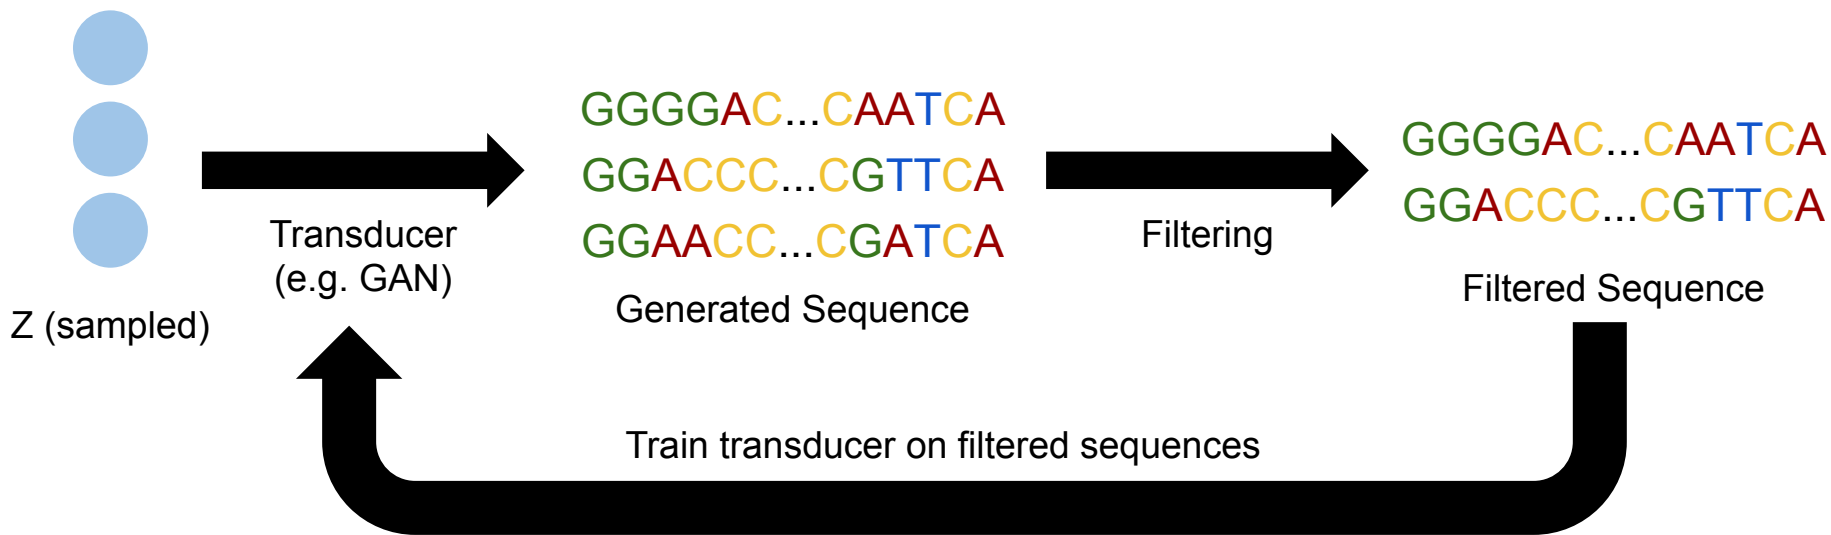 Z (sampled)
Transducer
(e.g. GAN)
GGGGAC...CAATCA
GGACCC...CGTTCA
GGAACC...CGATCA
Generated Sequence
Filtering
GGGGAC...CAATCA
GGACCC...CGTTCA
Filtered Sequence
Train transducer on filtered sequences